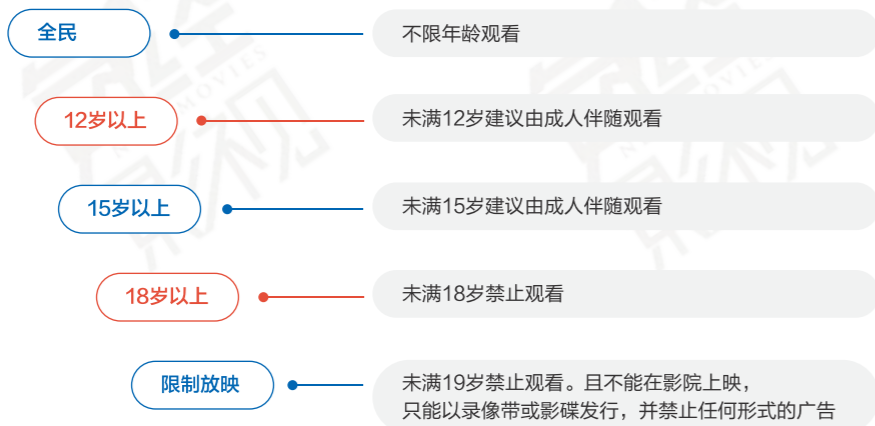 全民
不限年龄观看
12岁以上
未满12岁建议由成人伴随观看
15岁以上
未满15岁建议由成人伴随观看
18岁以上
未满18岁禁止观看
限制放映
未满19岁禁止观看。且不能在影院上映，
只能以录像带或影碟发行，并禁止任何形式的广告